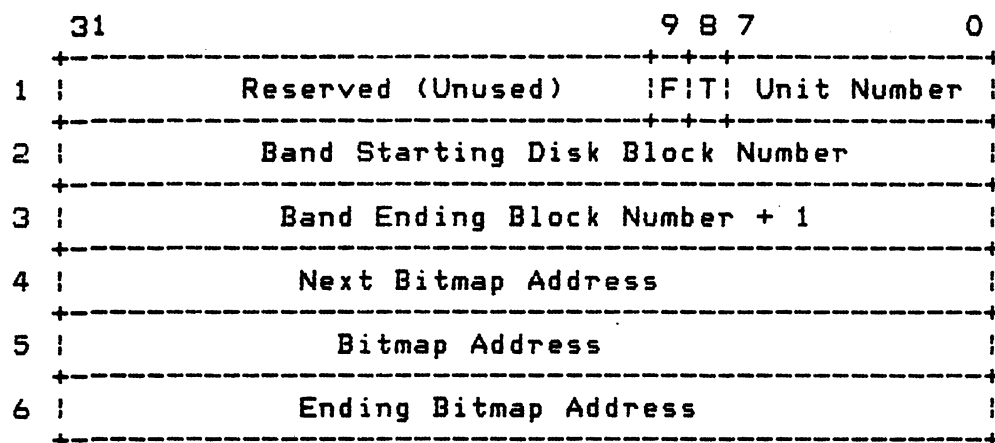 31 9 8 7 0
+-----------------------------+-+-+-------------+
1 | Reserved (Unused) |F|T| Unit Number |
+-----------------------------+-+-+-------------+
2 | Band Starting Disk Block Number |
+-----------------------------------------------+
3 | Band Ending Block Number + 1 |
+-----------------------------------------------+
4 | Next Bitmap Address |
+-----------------------------------------------+
5 | Bitmap Address |
+-----------------------------------------------+
6 | Ending Bitmap Address |
+-----------------------------------------------+